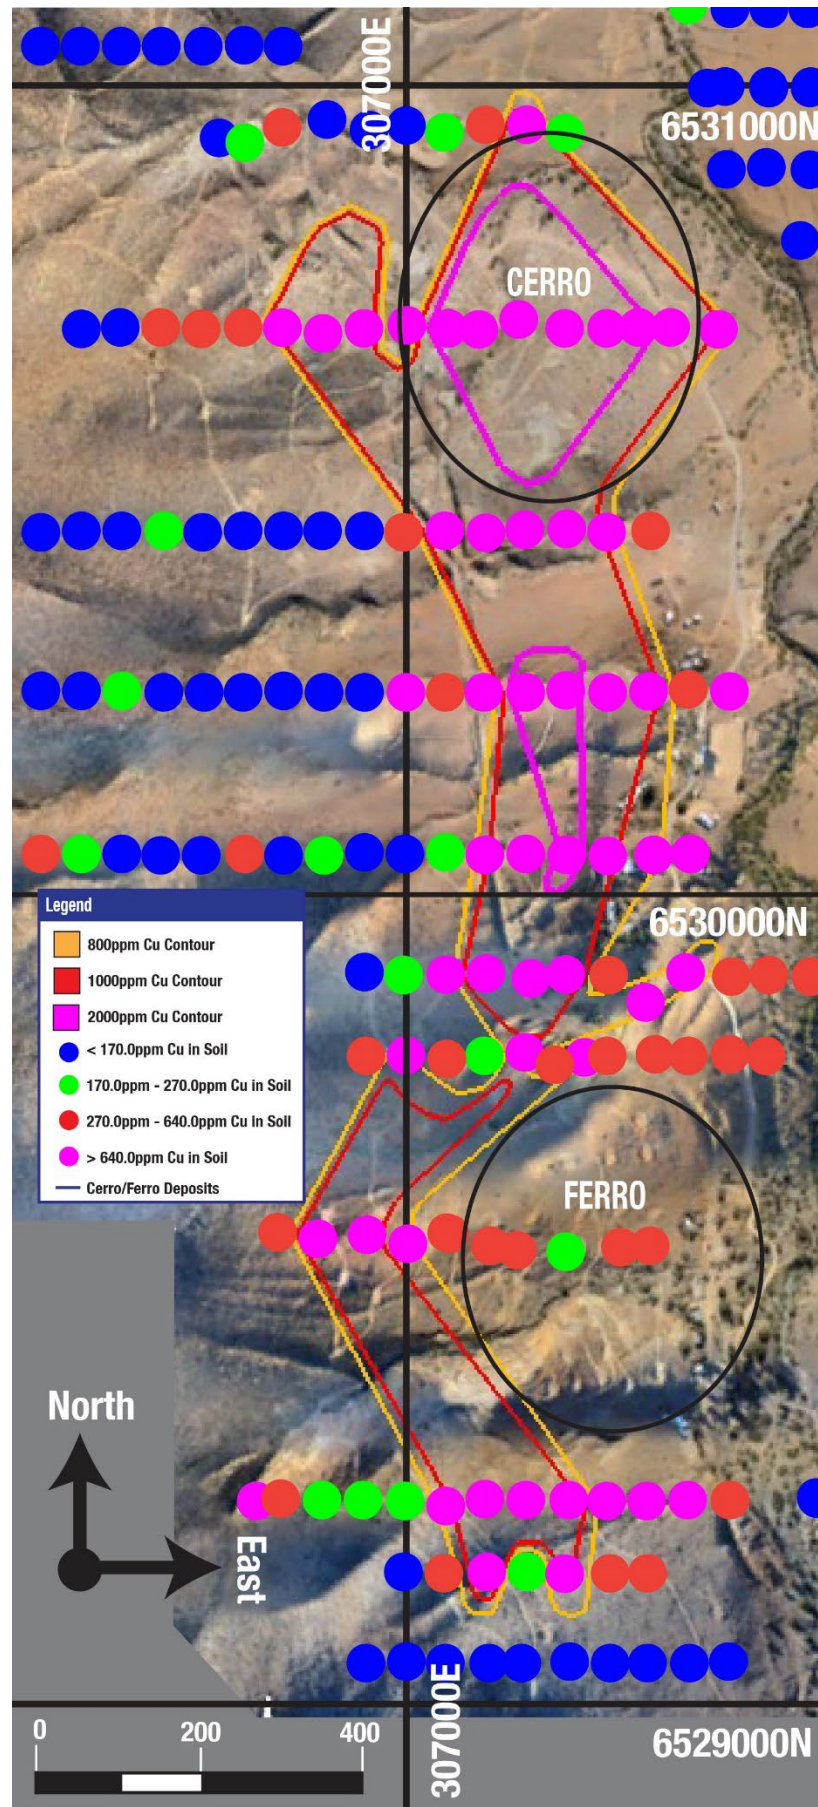 307000E
6531000N
CERRO
6530000N
Legend
800ppm Cu Contour
1000ppm Cu Contour
2000ppm Cu Contour
< 170.0ppm Cu in Soil
170.0ppm - 270.0ppm Cu in Soil
270.0ppm - 640.0ppm Cu in Soil
> 640.0ppm Cu in Soil
Cerro/Ferro Deposits
FERRO
North
East
307000E
0 200 400
6529000N